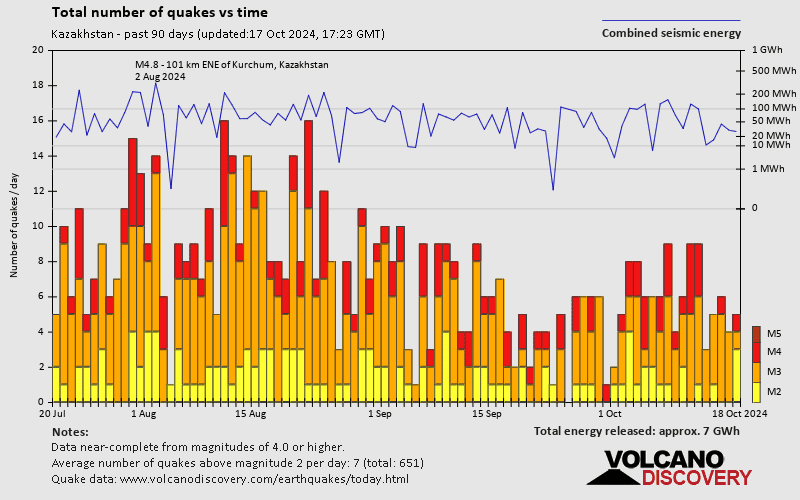 Total number of quakes vs time
Kazakhstan - past 90 days (updated:17 Oct 2024, 17:23 GMT)
Combined seismic energy
M4.8 - 101 km ENE of Kurchum, Kazakhstan
2 Aug 2024
Number of quakes / day
20
18
16
14
12
10
8
6
4
2
0
1 GWh
500 MWh
200 MWh
100 MWh
50 MWh
20 MWh
10 MWh
1 MWh
0
M5
M4
M3
M2
20 Jul
1 Aug
15 Aug
1 Sep
15 Sep
1 Oct
18 Oct 2024
Notes:
Total energy released: approx. 7 GWh
Data near-complete from magnitudes of 4.0 or higher.
Average number of quakes above magnitude 2 per day: 7 (total: 651)
Quake data: www.volcanodiscovery.com/earthquakes/today.html
VOLCANO
DISCOVERY